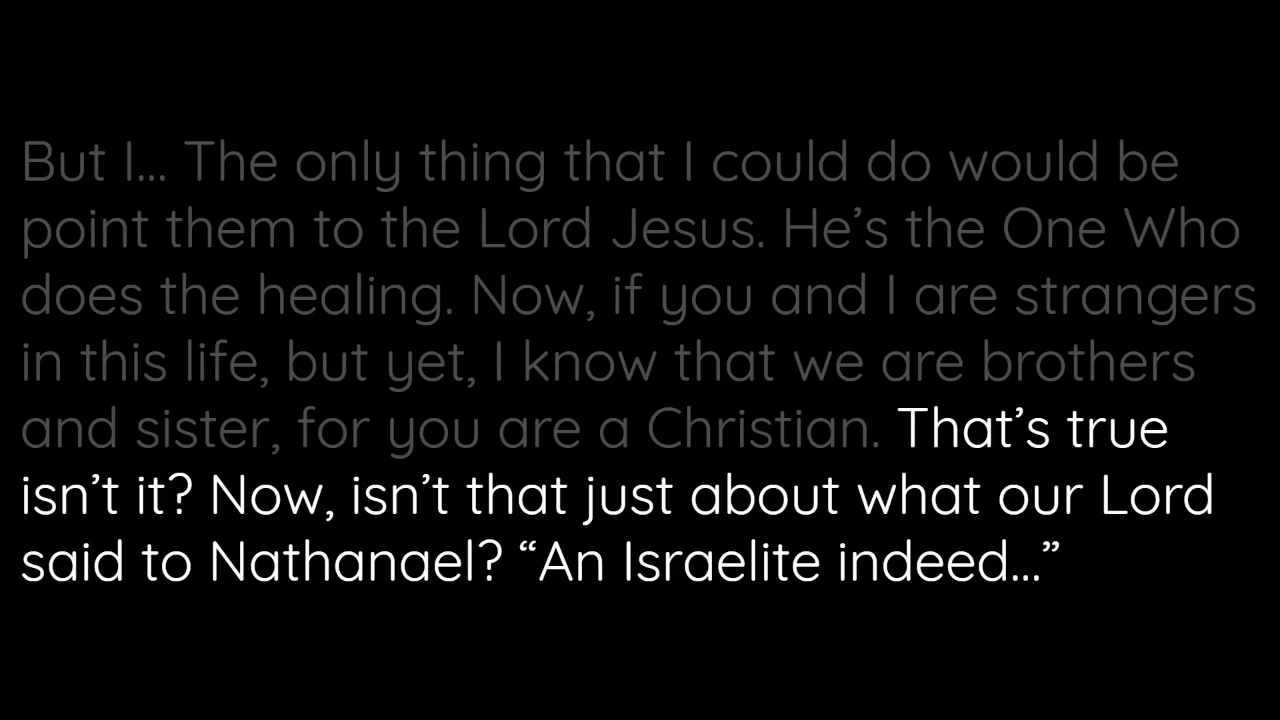 But I... The only thing that I could do would be
point them to the Lord Jesus. He’s the One Who
does the healing. Now, if you and I are strangers
in this life, but yet, I know that we are brothers
and sister, for you are a Christian. That’s true
isn’t it? Now, isn’t that just about what our Lord
said to Nathanael? “An Israelite indeed...”